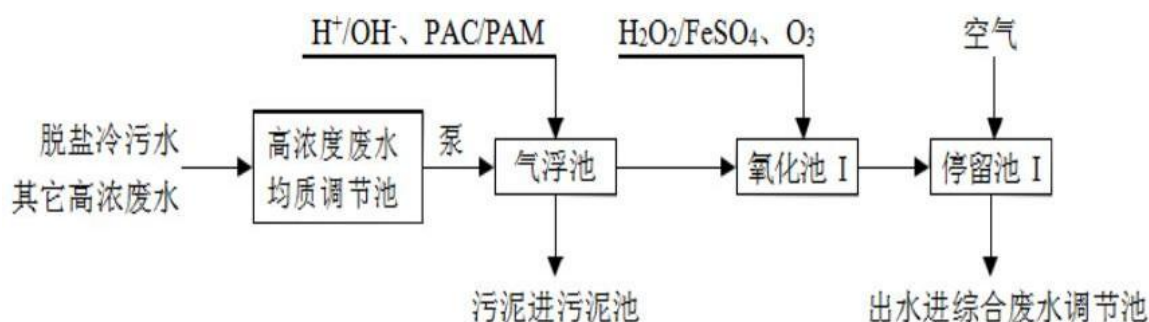 H⁺/OH⁻、PAC/PAM
H₂O₂/FeSO₄、O₃
空气
脱盐冷污水
其它高浓废水
高浓度废水
均质调节池
泵
气浮池
氧化池 I
停留池 I
污泥进污泥池
出水进综合废水调节池